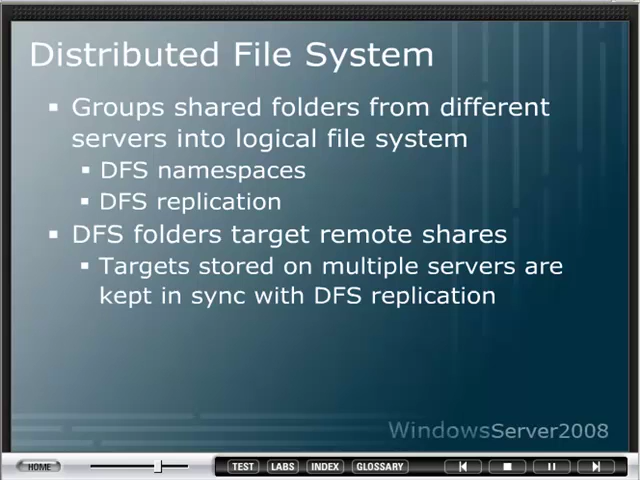 Distributed File System
▪ Groups shared folders from different
servers into logical file system
▪ DFS namespaces
▪ DFS replication
▪ DFS folders target remote shares
▪ Targets stored on multiple servers are
kept in sync with DFS replication
WindowsServer2008
HOME TEST LABS INDEX GLOSSARY